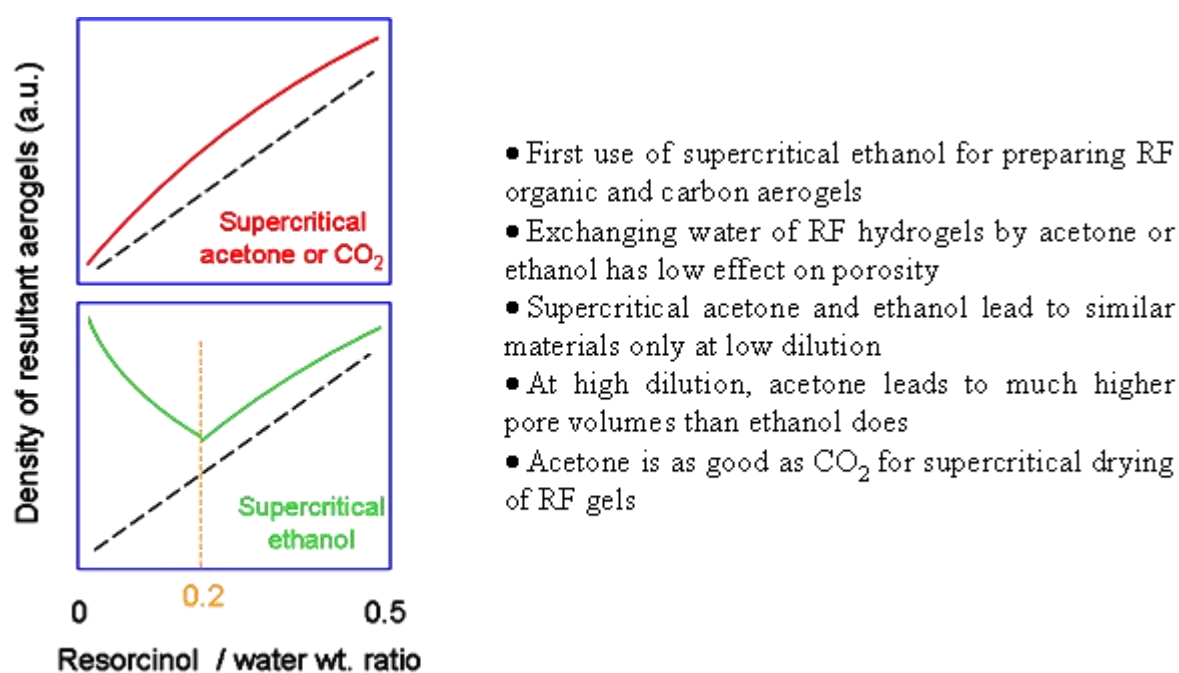 Density of resultant aerogels (a.u.)
Supercritical
acetone or CO₂
Supercritical
ethanol
0
0.2
0.5
Resorcinol / water wt. ratio
● First use of supercritical ethanol for preparing RF
organic and carbon aerogels
● Exchanging water of RF hydrogels by acetone or
ethanol has low effect on porosity
● Supercritical acetone and ethanol lead to similar
materials only at low dilution
● At high dilution, acetone leads to much higher
pore volumes than ethanol does
● Acetone is as good as CO₂ for supercritical drying
of RF gels